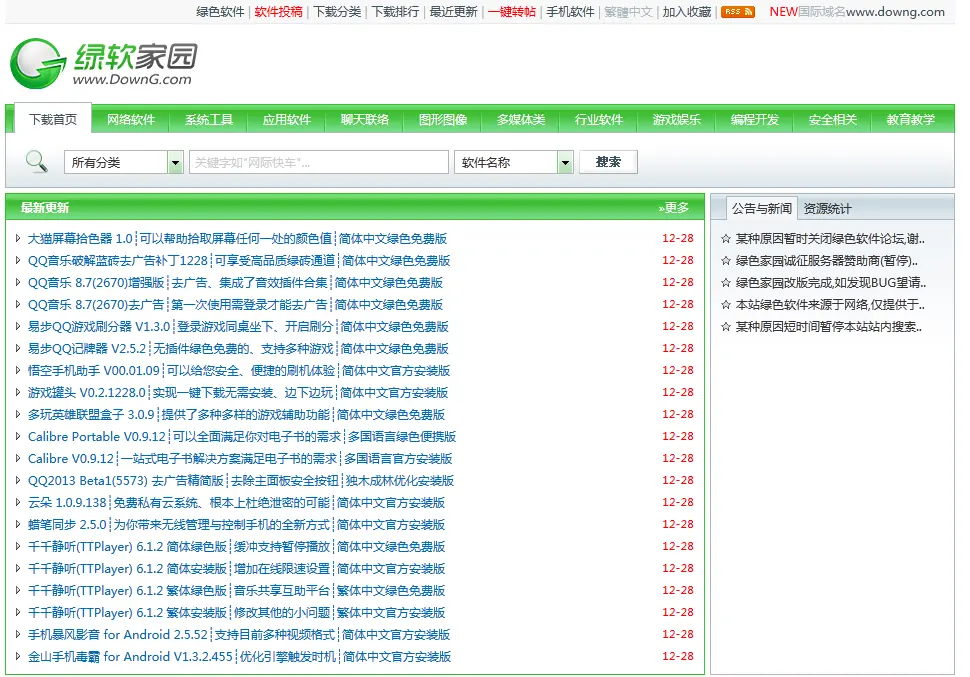 绿色软件 | 软件投稿 | 下载分类 | 下载排行 | 最近更新 | 一键转帖 | 手机软件 | 繁體中文 | 加入收藏 | RSS NEW国际域名www.downg.com
绿软家园
www.DownG.com
下载首页 网络软件 系统工具 应用软件 聊天联络 图形图像 多媒体类 行业软件 游戏娱乐 编程开发 安全相关 教育教学
所有分类 关键字如"网际快车"... 软件名称 搜索
最新更新 »更多
大猫屏幕拾色器 1.0┆可以帮助拾取屏幕任何一处的颜色值┆简体中文绿色免费版 12-28
QQ音乐破解蓝砖去广告补丁1228┆可享受高品质绿砖通道┆简体中文绿色免费版 12-28
QQ音乐 8.7(2670)增强版┆去广告、集成了音效插件合集┆简体中文绿色免费版 12-28
QQ音乐 8.7(2670)去广告┆第一次使用需登录才能去广告┆简体中文绿色免费版 12-28
易步QQ游戏刷分器 V1.3.0┆登录游戏同桌坐下、开启刷分┆简体中文绿色免费版 12-28
易步QQ记牌器 V2.5.2┆无插件绿色免费的、支持多种游戏┆简体中文绿色免费版 12-28
悟空手机助手 V00.01.09┆可以给您安全、便捷的刷机体验┆简体中文官方安装版 12-28
游戏罐头 V0.2.1228.0┆实现一键下载无需安装、边下边玩┆简体中文官方安装版 12-28
多玩英雄联盟盒子 3.0.9┆提供了多种多样的游戏辅助功能┆简体中文绿色免费版 12-28
Calibre Portable V0.9.12┆可以全面满足你对电子书的需求┆多国语言绿色便携版 12-28
Calibre V0.9.12┆一站式电子书解决方案满足电子书的需求┆多国语言官方安装版 12-28
QQ2013 Beta1(5573) 去广告精简版┆去除主面板安全按钮┆独木成林优化安装版 12-28
云朵 1.0.9.138┆免费私有云系统、根本上杜绝泄密的可能┆简体中文官方安装版 12-28
蜡笔同步 2.5.0┆为你带来无线管理与控制手机的全新方式┆简体中文官方安装版 12-28
千千静听(TTPlayer) 6.1.2 简体绿色版┆缓冲支持暂停播放┆简体中文绿色免费版 12-28
千千静听(TTPlayer) 6.1.2 简体安装版┆增加在线限速设置┆简体中文官方安装版 12-28
千千静听(TTPlayer) 6.1.2 繁体绿色版┆音乐共享互助平台┆繁体中文绿色免费版 12-28
千千静听(TTPlayer) 6.1.2 繁体安装版┆修改其他的小问题┆繁体中文官方安装版 12-28
手机暴风影音 for Android 2.5.52┆支持目前多种视频格式┆简体中文官方安装版 12-28
金山手机毒霸 for Android V1.3.2.455┆优化引擎触发时机┆简体中文官方安装版 12-28
公告与新闻 资源统计
☆ 某种原因暂时关闭绿色软件论坛,谢..
☆ 绿色家园诚征服务器赞助商(暂停)..
☆ 绿色家园改版完成,如发现BUG望请..
☆ 本站绿色软件来源于网络,仅提供于..
☆ 某种原因短时间暂停本站站内搜索..